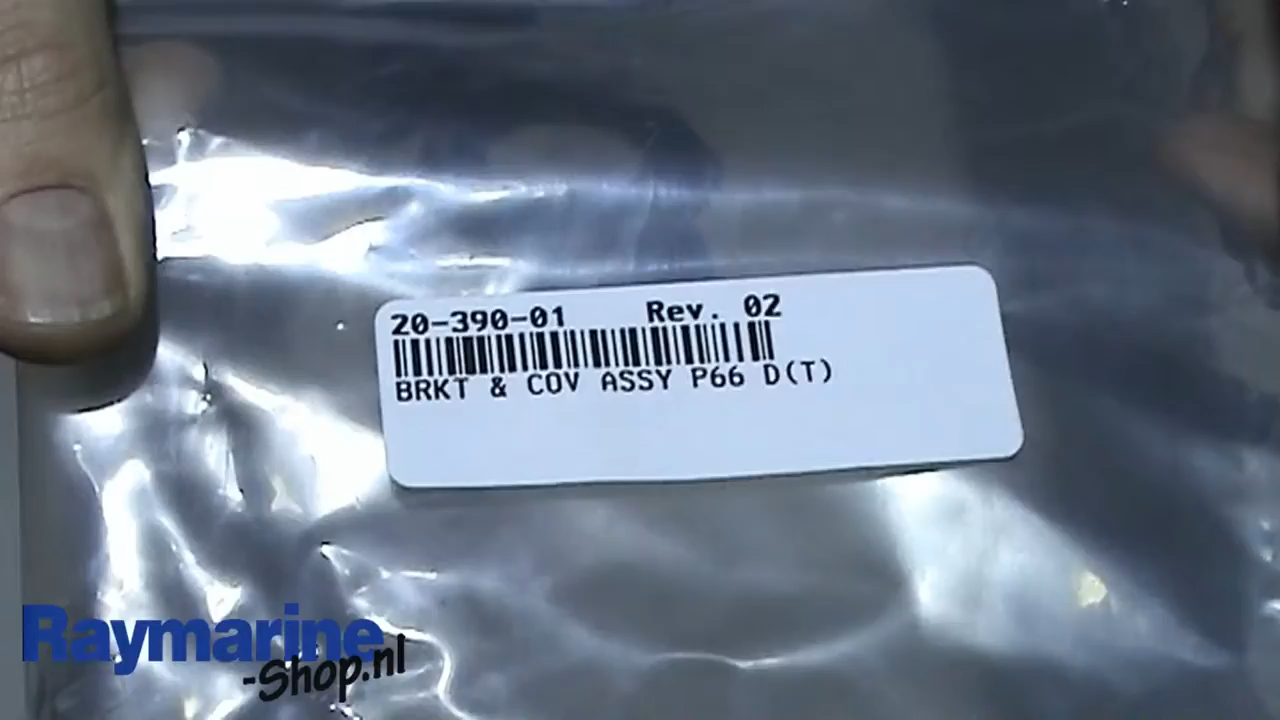 20-390-01 Rev. 02
BRKT & COV ASSY P66 D(T)
Raymarine
-Shop.nl